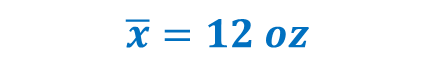 x̅ = 12 oz